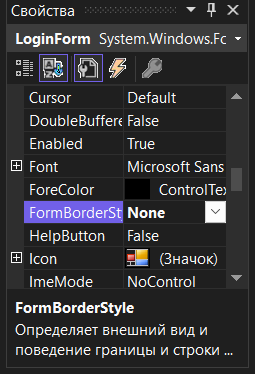 Свойства
LoginForm System.Windows.Fo
Cursor Default
DoubleBuffere False
Enabled True
Font Microsoft Sans
ForeColor ControlTex
FormBorderSt None
HelpButton False
Icon (Значок)
ImeMode NoControl
FormBorderStyle
Определяет внешний вид и
поведение границы и строки ...